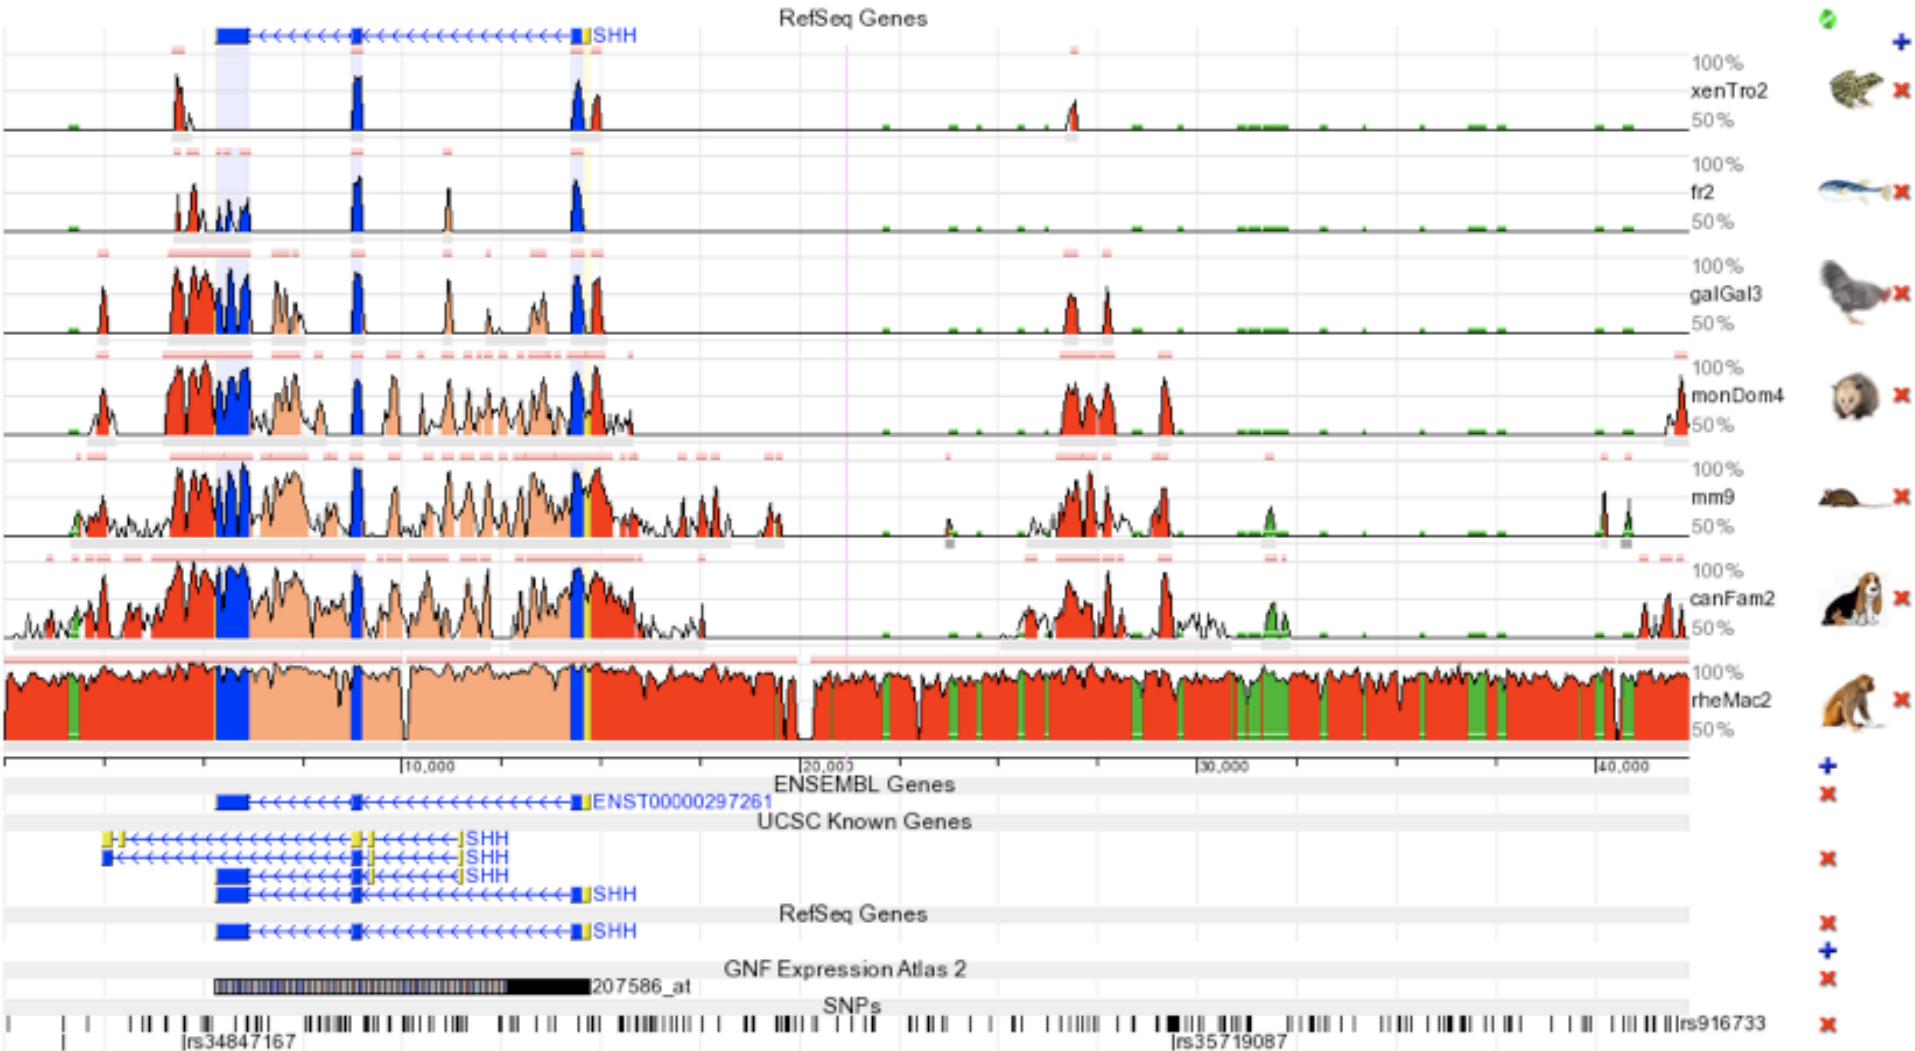 RefSeq Genes
SHH
100%
xenTro2
50%
100%
fr2
50%
100%
galGal3
50%
100%
monDom4
50%
100%
mm9
50%
100%
canFam2
50%
100%
rheMac2
50%
10,000 20,000 30,000 40,000
ENSEMBL Genes
ENST00000297261
UCSC Known Genes
SHH
SHH
SHH
SHH
RefSeq Genes
SHH
GNF Expression Atlas 2
207586_at
SNPs
rs916733
rs34847167 rs35719087